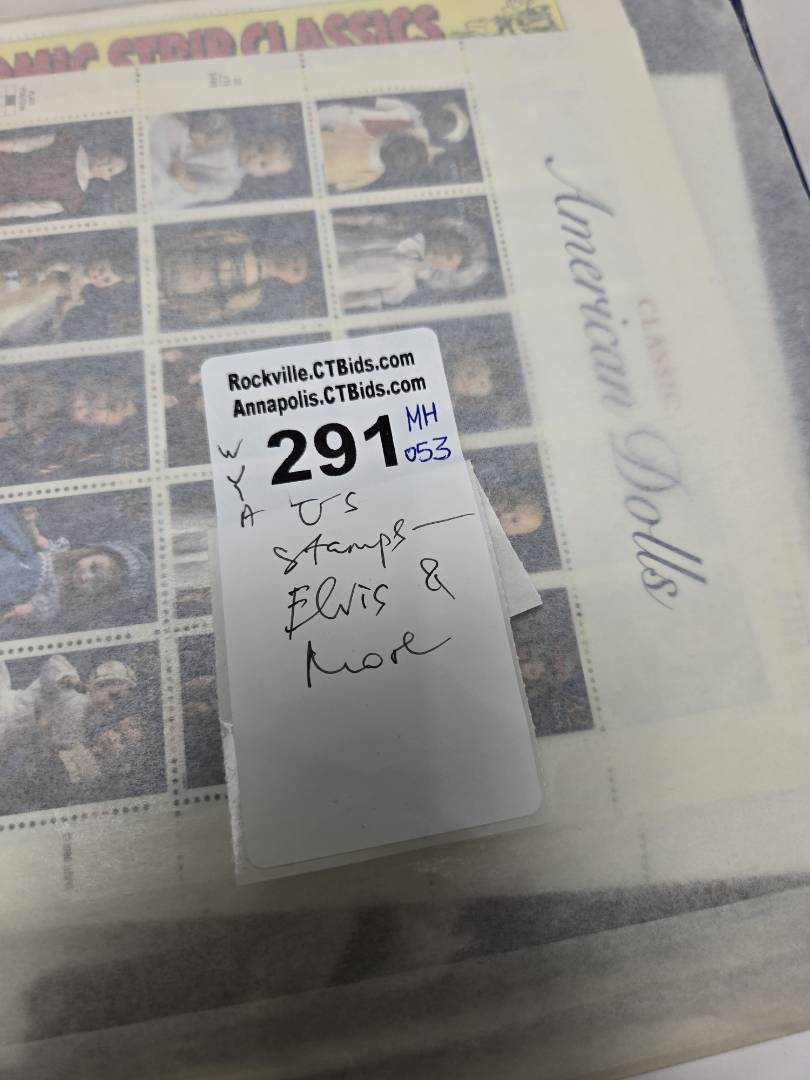 COMIC STRIP CLASSICS
CLASSIC
American Dolls
Rockville.CTBids.com
Annapolis.CTBids.com
291
MH
053
W
Y
A
US
Stamps—
Elvis &
More